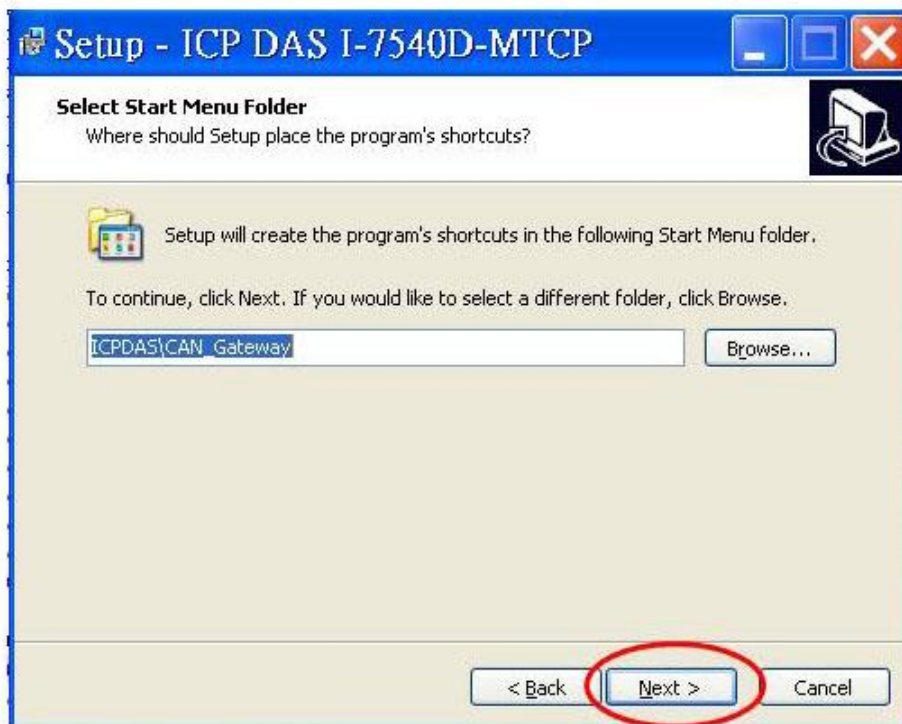 Setup - ICP DAS I-7540D-MTCP
Select Start Menu Folder
Where should Setup place the program's shortcuts?
Setup will create the program's shortcuts in the following Start Menu folder.
To continue, click Next. If you would like to select a different folder, click Browse.
ICPDAS\CAN_Gateway
Browse...
< Back
Next >
Cancel